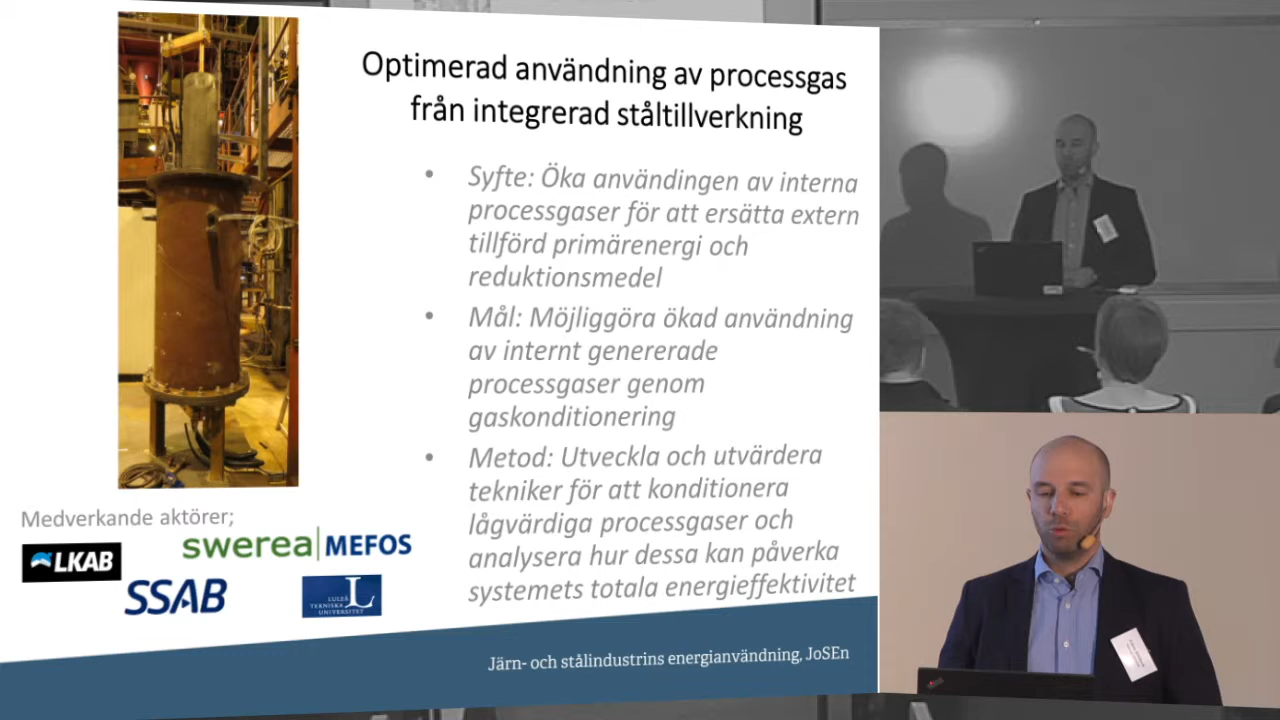 Optimerad användning av processgas
från integrerad ståltillverkning
• Syfte: Öka användingen av interna
processgaser för att ersätta extern
tillförd primärenergi och
reduktionsmedel
• Mål: Möjliggöra ökad användning
av internt genererade
processgaser genom
gaskonditionering
• Metod: Utveckla och utvärdera
tekniker för att konditionera
lågvärdiga processgaser och
analysera hur dessa kan påverka
systemets totala energieffektivitet
Medverkande aktörer;
LKAB
swerea|MEFOS
SSAB
LULEÅ
TEKNISKA
UNIVERSITET
Järn- och stålindustrins energianvändning, JoSEn